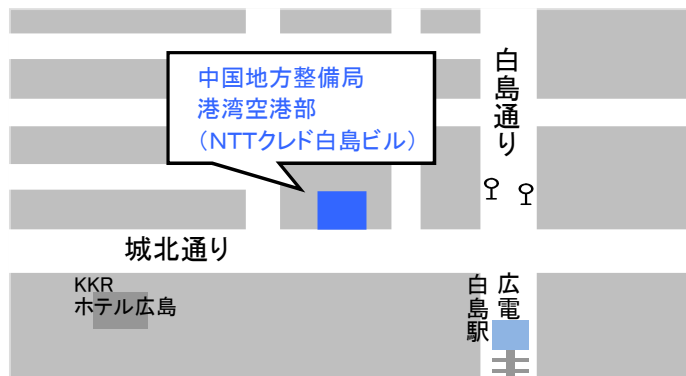 中国地方整備局
港湾空港部
（NTTクレド白島ビル）
白島通り
城北通り
KKR
ホテル広島
広電
白島駅